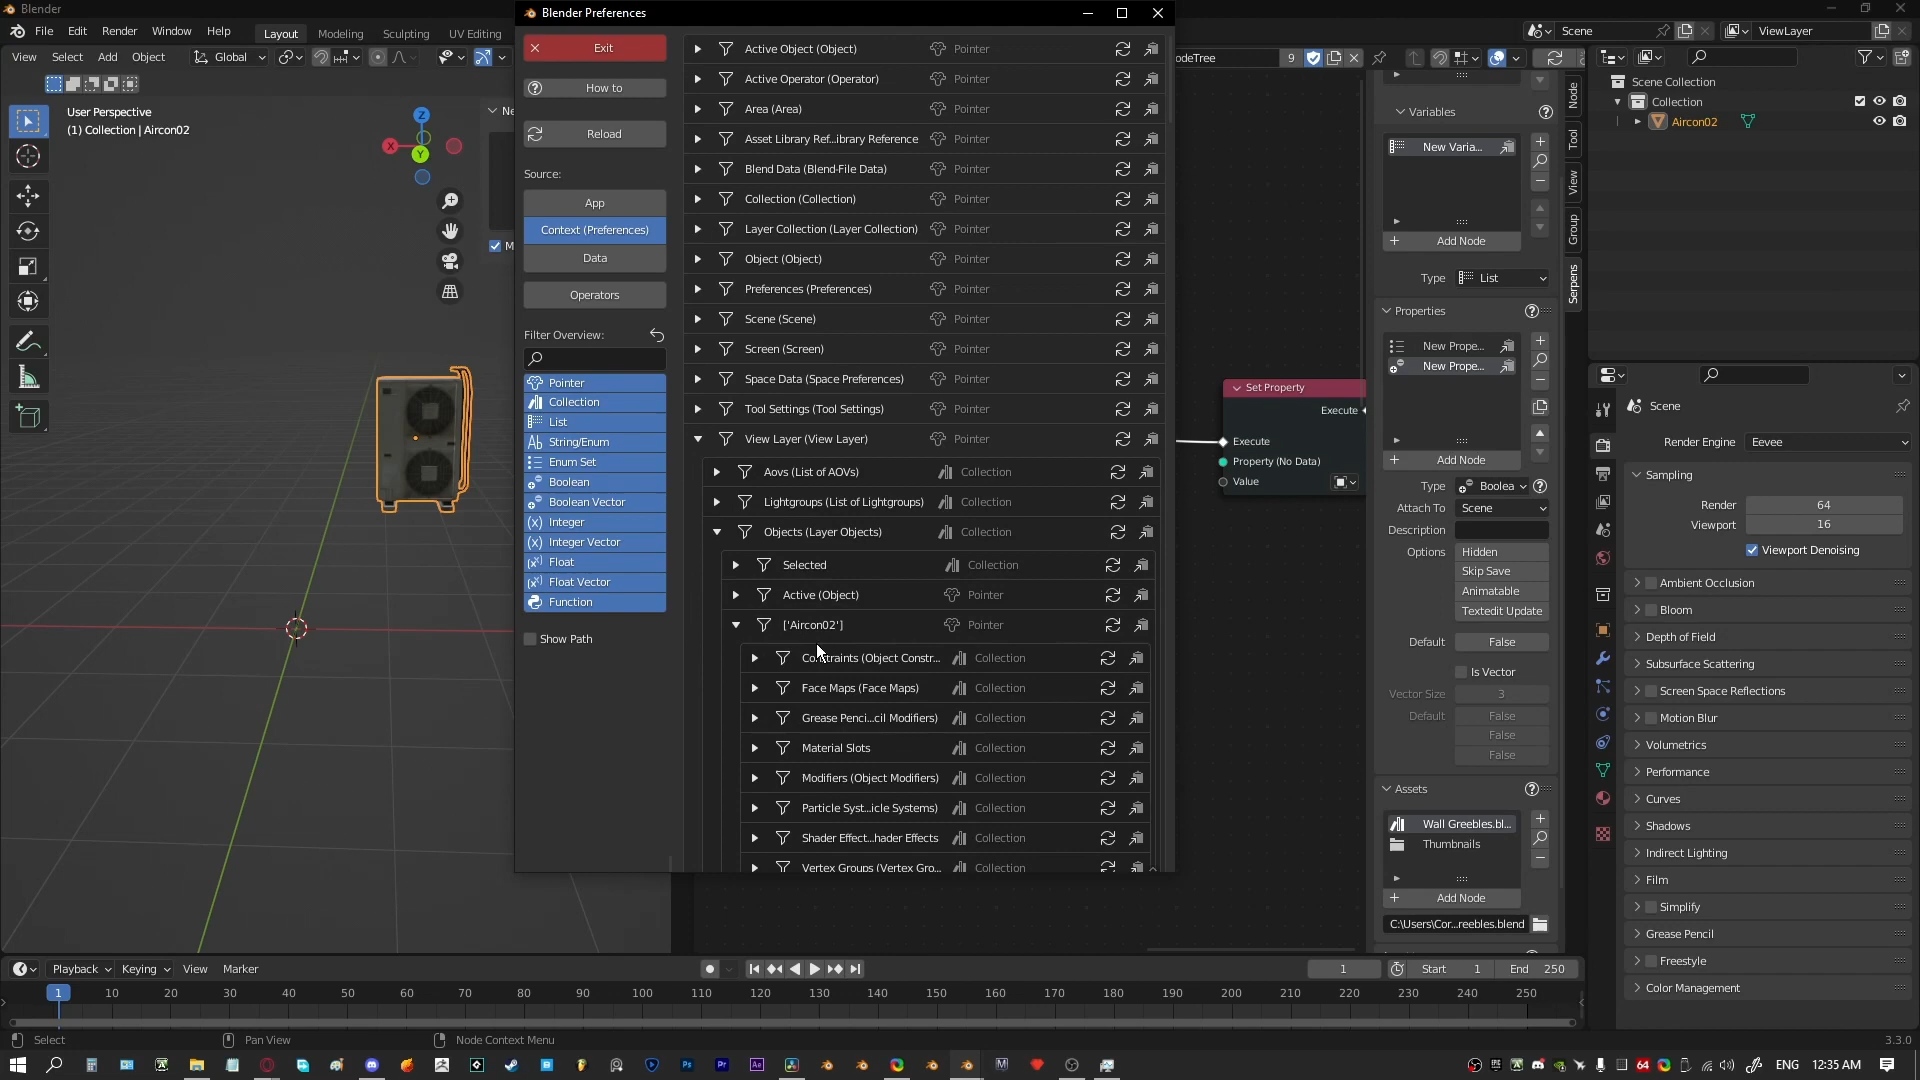 Blender
File Edit Render Window Help Layout Modeling Sculpting UV Editing
View Select Add Object Global
User Perspective
(1) Collection | Aircon02
Z
X
Y
Blender Preferences
Exit
How to
Reload
Source:
App
Context (Preferences)
Data
Operators
Filter Overview:
Pointer
Collection
List
String/Enum
Enum Set
Boolean
Boolean Vector
Integer
Integer Vector
Float
Float Vector
Function
Show Path
Active Object (Object) Pointer
Active Operator (Operator) Pointer
Area (Area) Pointer
Asset Library Ref...ibrary Reference Pointer
Blend Data (Blend-File Data) Pointer
Collection (Collection) Pointer
Layer Collection (Layer Collection) Pointer
Object (Object) Pointer
Preferences (Preferences) Pointer
Scene (Scene) Pointer
Screen (Screen) Pointer
Space Data (Space Preferences) Pointer
Tool Settings (Tool Settings) Pointer
View Layer (View Layer) Pointer
Aovs (List of AOVs) Collection
Lightgroups (List of Lightgroups) Collection
Objects (Layer Objects) Collection
Selected Collection
Active (Object) Pointer
['Aircon02'] Pointer
Constraints (Object Constr... Collection
Face Maps (Face Maps) Collection
Grease Penci...cil Modifiers) Collection
Material Slots Collection
Modifiers (Object Modifiers) Collection
Particle Syst...icle Systems) Collection
Shader Effect...hader Effects Collection
Vertex Groups (Vertex Gro... Collection
odeTree 9
Set Property
Execute
Execute
Property (No Data)
Value
Variables
New Varia...
Add Node
Type List
Properties
New Prope...
New Prope...
Add Node
Type Boolea
Attach To Scene
Description
Options Hidden
Skip Save
Animatable
Textedit Update
Default False
Is Vector
Vector Size 3
Default False
False
False
Assets
Wall Greebles.bl...
Thumbnails
Add Node
C:\Users\Cor...reebles.blend
Node
Tool
View
Group
Serpens
Scene ViewLayer
Scene Collection
Collection
Aircon02
Scene
Render Engine Eevee
Sampling
Render 64
Viewport 16
Viewport Denoising
Ambient Occlusion
Bloom
Depth of Field
Subsurface Scattering
Screen Space Reflections
Motion Blur
Volumetrics
Performance
Curves
Shadows
Indirect Lighting
Film
Simplify
Grease Pencil
Freestyle
Color Management
Playback Keying View Marker 1 Start 1 End 250
1 10 20 30 40 50 60 70 80 90 100 110 120 130 140 150 160 170 180 190 200 210 220 230 240 250
Select Pan View Node Context Menu 3.3.0
64 ENG 12:35 AM